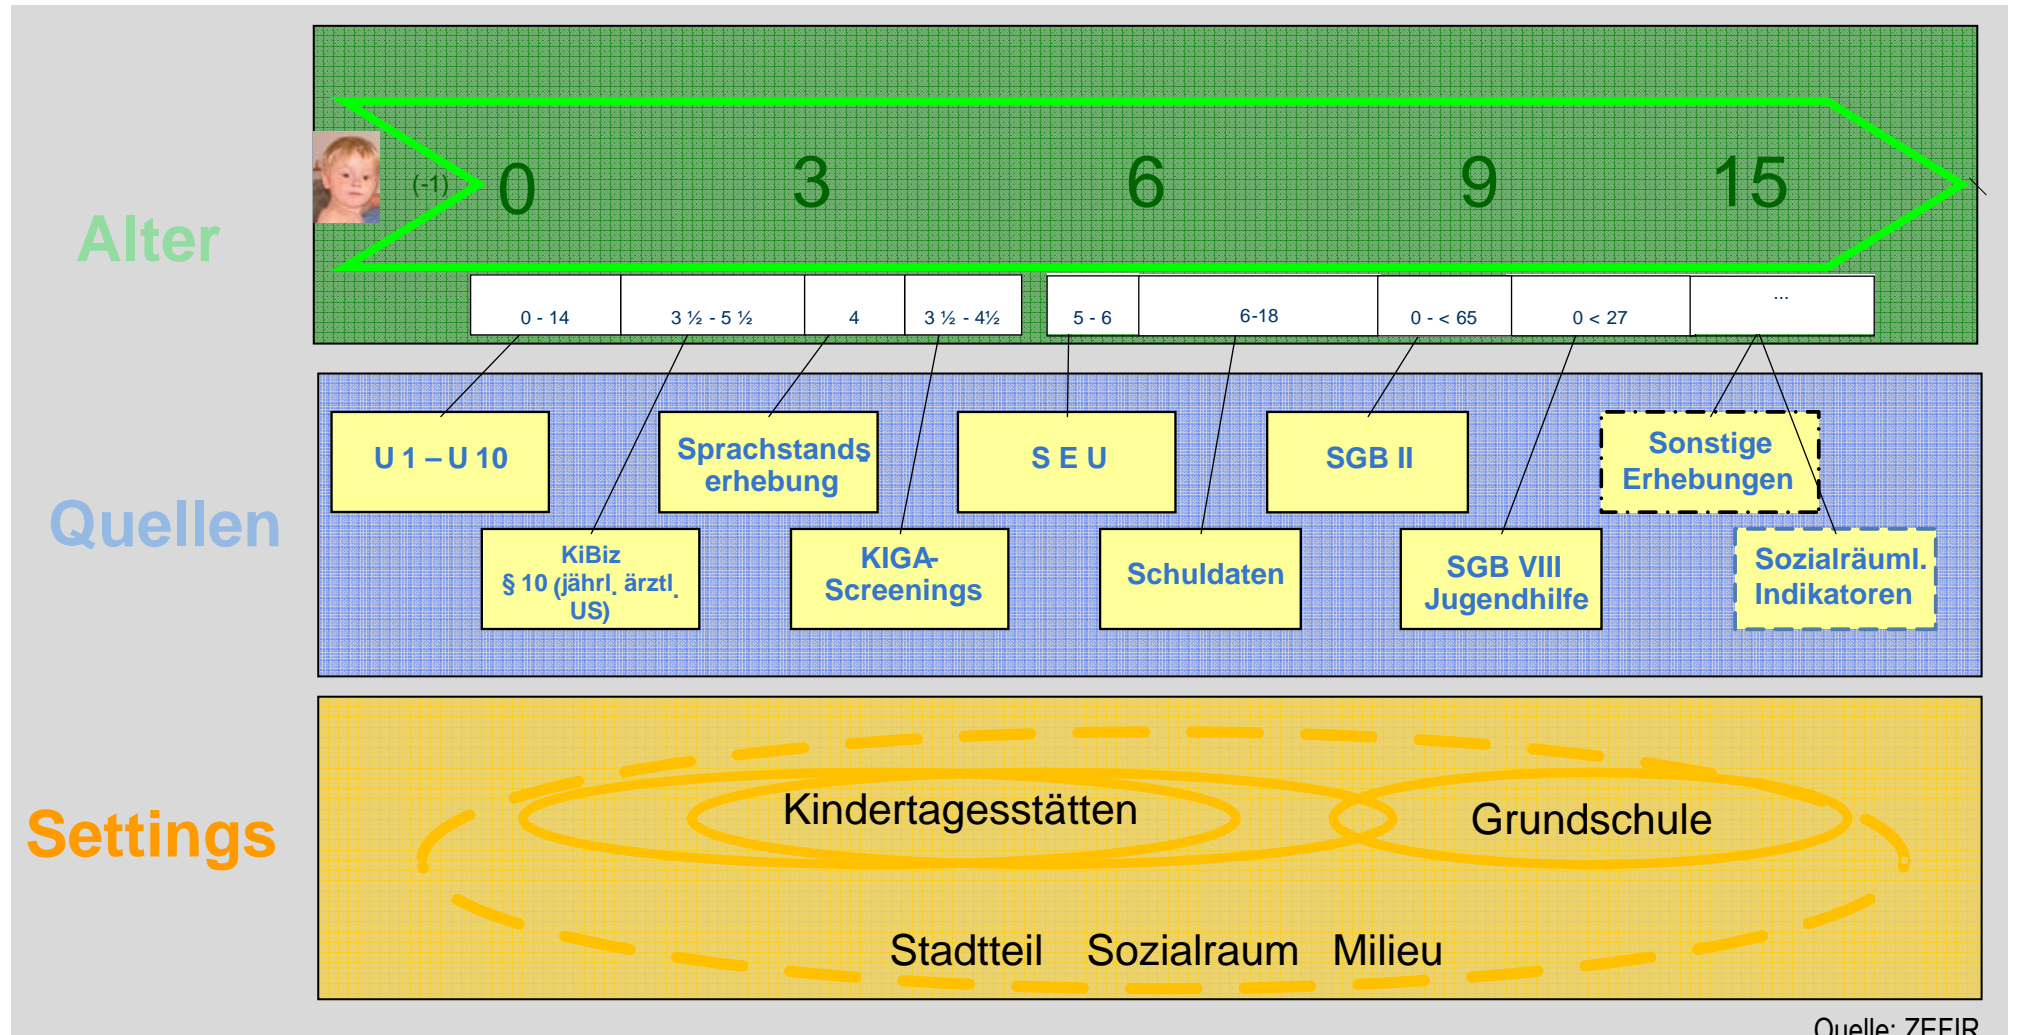 Alter
(-1) 0 3 6 9 15
0 - 14 3 ½ - 5 ½ 4 3 ½ - 4½ 5 - 6 6-18 0 - < 65 0 < 27 ...
Quellen
U 1 – U 10
Sprachstands-
erhebung
S E U
SGB II
Sonstige
Erhebungen
KiBiz
§ 10 (jährl. ärztl.
US)
KIGA-
Screenings
Schuldaten
SGB VIII
Jugendhilfe
Sozialräuml.
Indikatoren
Settings
Kindertagesstätten
Grundschule
Stadtteil Sozialraum Milieu
Quelle: ZEFIR